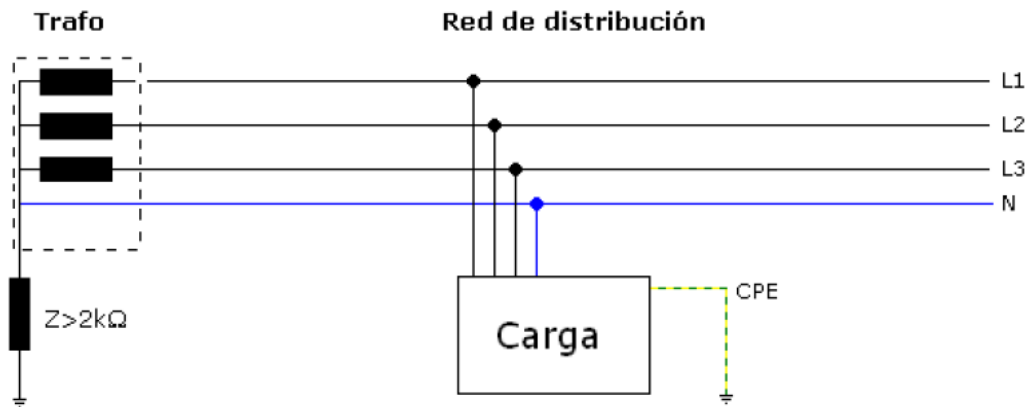 Trafo
Red de distribución
L1
L2
L3
N
Z>2kΩ
CPE
Carga